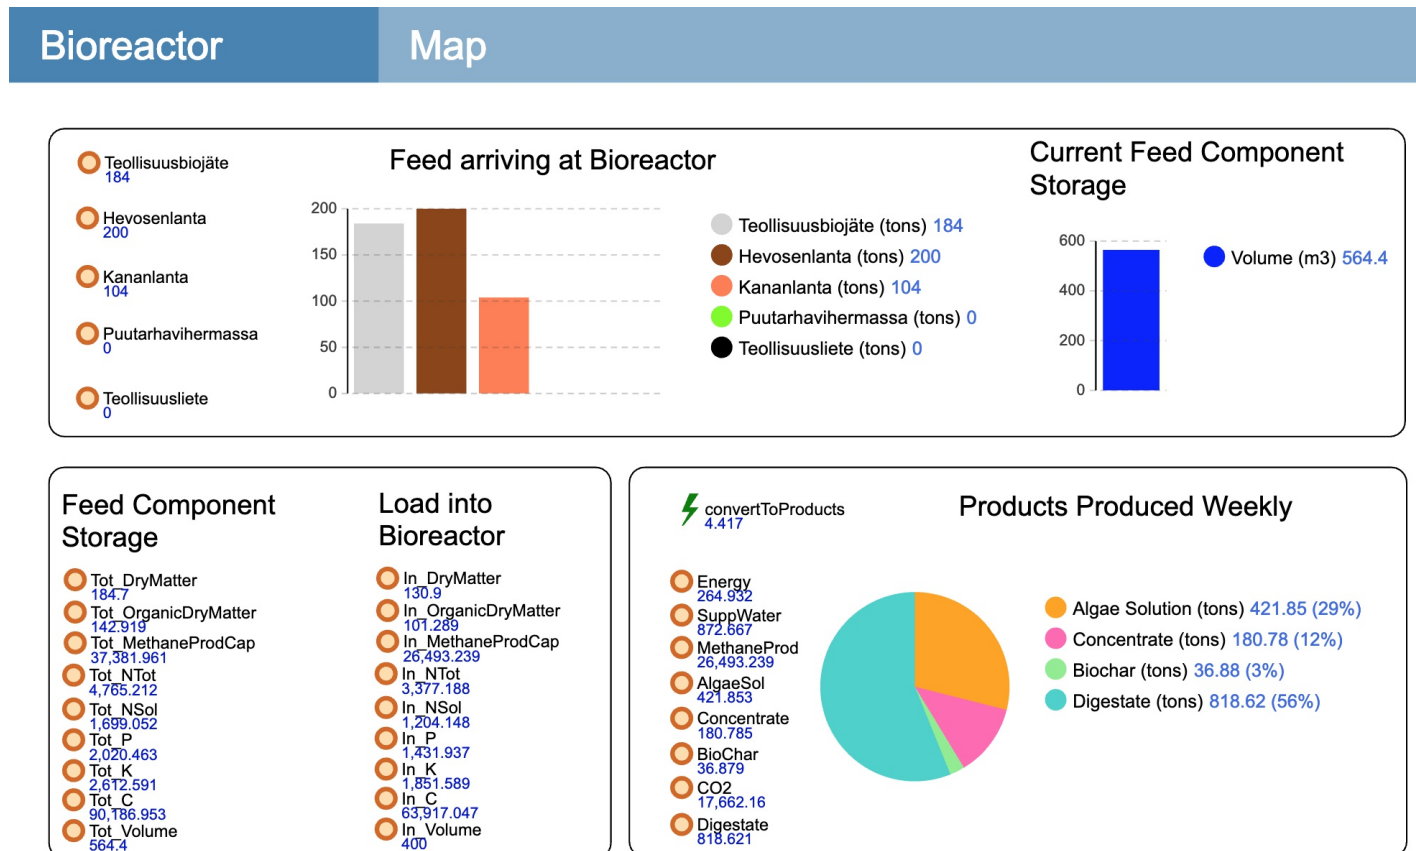 Bioreactor
Map
Teollisuusbiojäte
184
Hevosenlanta
200
Kananlanta
104
Puutarhavihermassa
0
Teollisuusliete
0
Feed arriving at Bioreactor
200
150
100
50
0
Teollisuusbiojäte (tons) 184
Hevosenlanta (tons) 200
Kananlanta (tons) 104
Puutarhavihermassa (tons) 0
Teollisuusliete (tons) 0
Current Feed Component
Storage
600
400
200
0
Volume (m3) 564.4
Feed Component
Storage
Tot_DryMatter
184.7
Tot_OrganicDryMatter
142.919
Tot_MethaneProdCap
37,381.961
Tot_NTot
4,765.212
Tot_NSol
1,699.052
Tot_P
2,020.463
Tot_K
2,612.591
Tot_C
90,186.953
Tot_Volume
564.4
Load into
Bioreactor
In_DryMatter
130.9
In_OrganicDryMatter
101.289
In_MethaneProdCap
26,493.239
In_NTot
3,377.188
In_NSol
1,204.148
In_P
1,431.937
In_K
1,851.589
In_C
63,917.047
In_Volume
400
convertToProducts
4.417
Products Produced Weekly
Energy
264.932
SuppWater
872.667
MethaneProd
26,493.239
AlgaeSol
421.853
Concentrate
180.785
BioChar
36.879
CO2
17,662.16
Digestate
818.621
Algae Solution (tons) 421.85 (29%)
Concentrate (tons) 180.78 (12%)
Biochar (tons) 36.88 (3%)
Digestate (tons) 818.62 (56%)